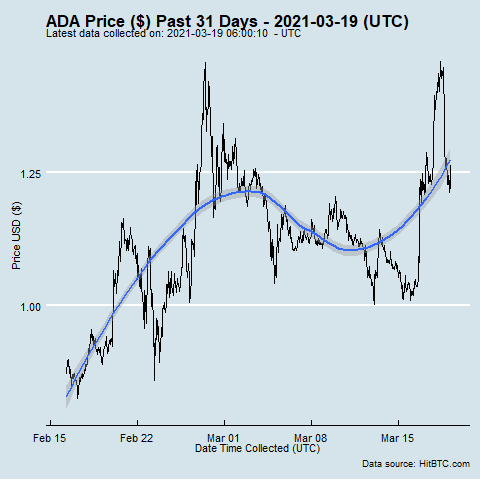 ADA Price ($) Past 31 Days - 2021-03-19 (UTC)
Latest data collected on: 2021-03-19 06:00:10 - UTC
1.25
1.00
Price USD ($)
Feb 15 Feb 22 Mar 01 Mar 08 Mar 15
Date Time Collected (UTC)
Data source: HitBTC.com